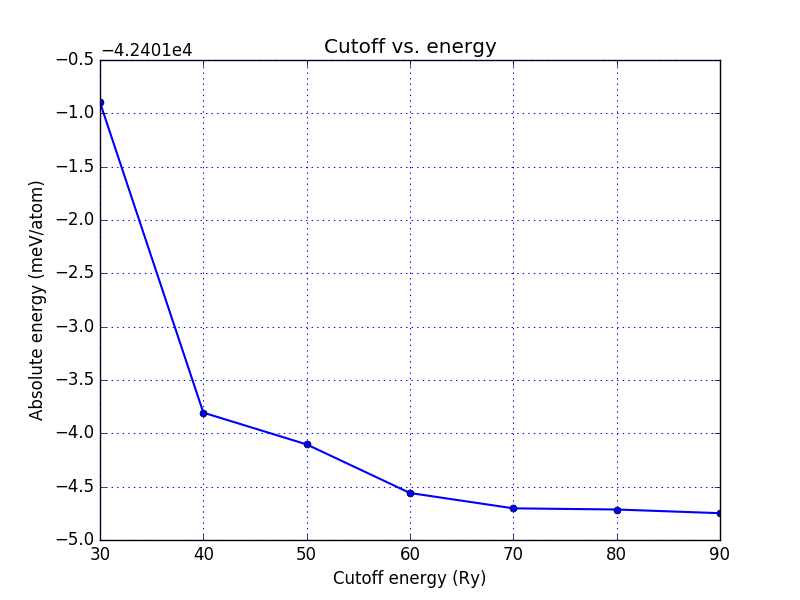 Cutoff vs. energy
−4.2401e4
−0.5
−1.0
−1.5
−2.0
−2.5
−3.0
−3.5
−4.0
−4.5
−5.0
Absolute energy (meV/atom)
30 40 50 60 70 80 90
Cutoff energy (Ry)